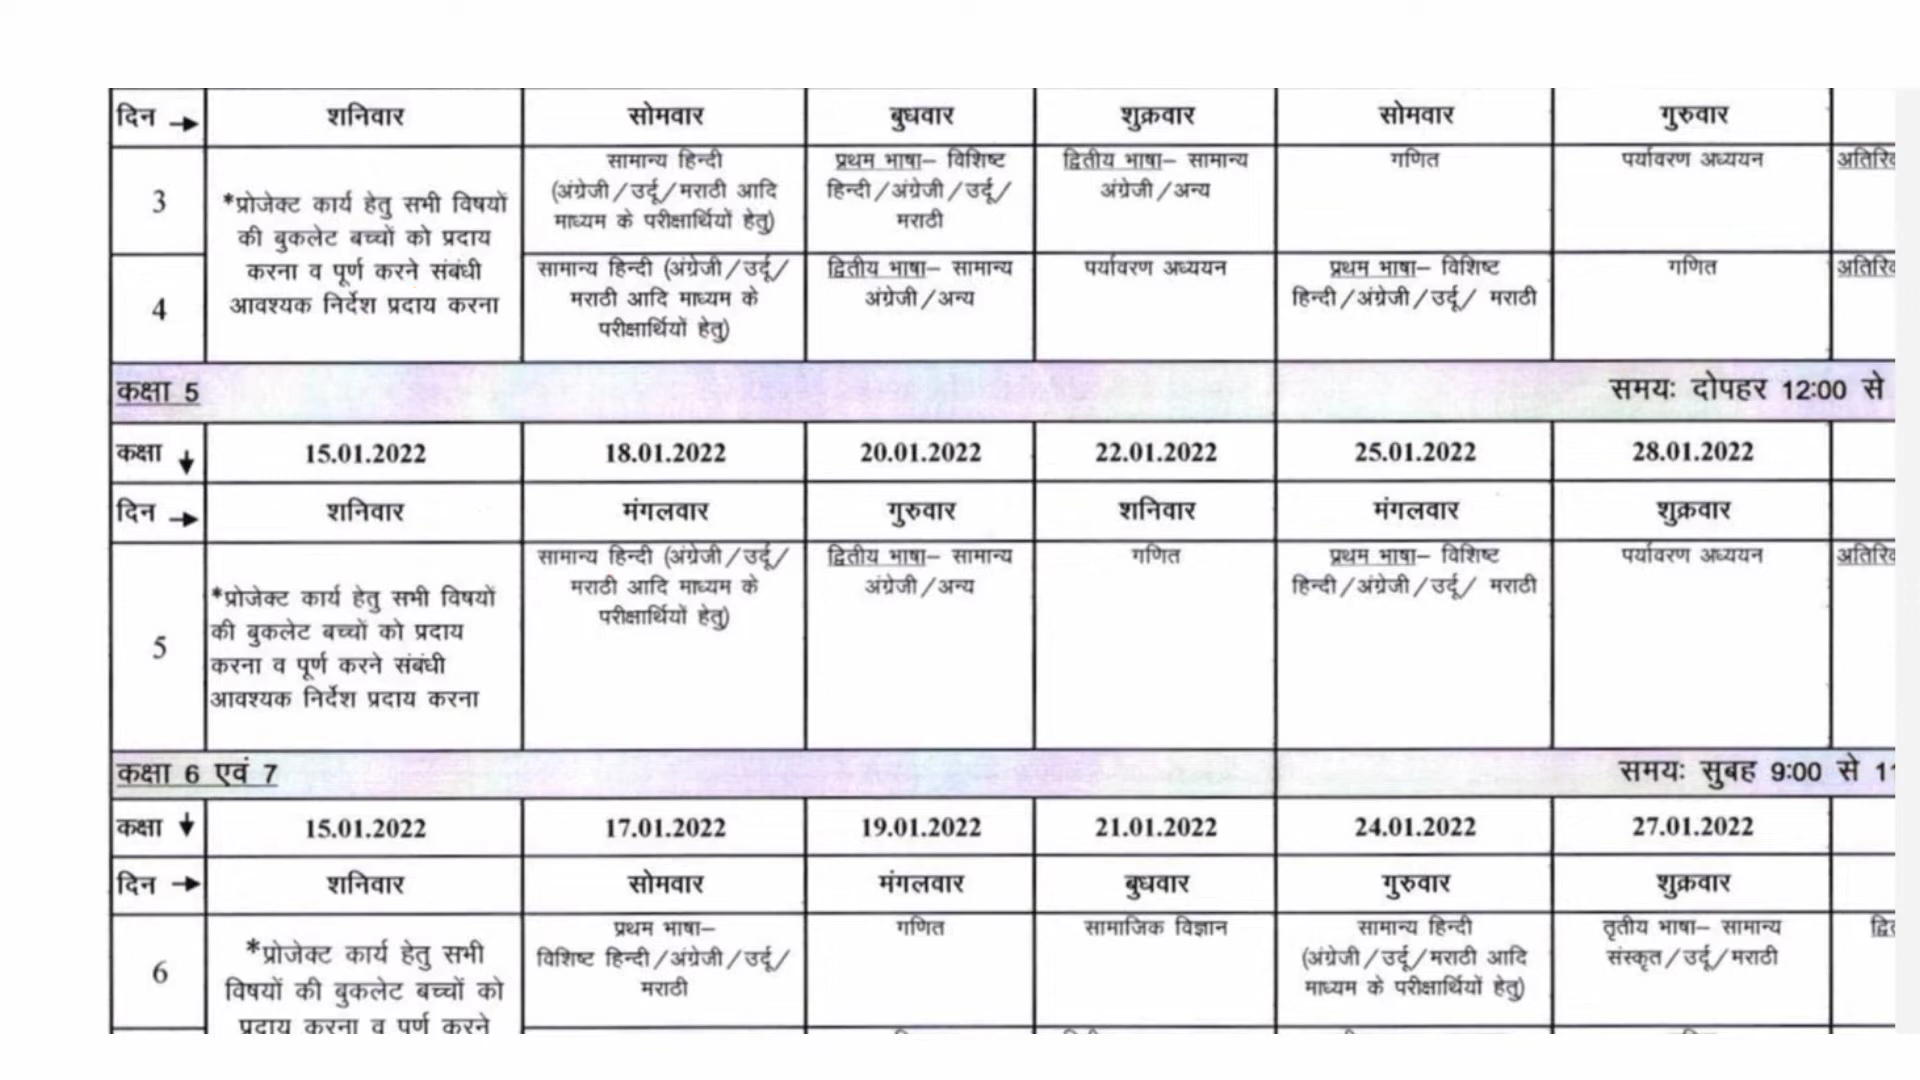 दिन → शनिवार सोमवार बुधवार शुक्रवार सोमवार गुरुवार
3
*प्रोजेक्ट कार्य हेतु सभी विषयों
की बुकलेट बच्चों को प्रदाय
करना व पूर्ण करने संबंधी
आवश्यक निर्देश प्रदाय करना
सामान्य हिन्दी
(अंग्रेजी/उर्दू/मराठी आदि
माध्यम के परीक्षार्थियों हेतु)
प्रथम भाषा– विशिष्ट
हिन्दी/अंग्रेजी/उर्दू/
मराठी
द्वितीय भाषा– सामान्य
अंग्रेजी/अन्य
गणित
पर्यावरण अध्ययन
4
सामान्य हिन्दी (अंग्रेजी/उर्दू/
मराठी आदि माध्यम के
परीक्षार्थियों हेतु)
द्वितीय भाषा– सामान्य
अंग्रेजी/अन्य
पर्यावरण अध्ययन
प्रथम भाषा– विशिष्ट
हिन्दी/अंग्रेजी/उर्दू/ मराठी
गणित
कक्षा 5 समयः दोपहर 12:00 से
कक्षा ↓ 15.01.2022 18.01.2022 20.01.2022 22.01.2022 25.01.2022 28.01.2022
दिन → शनिवार मंगलवार गुरुवार शनिवार मंगलवार शुक्रवार
5
*प्रोजेक्ट कार्य हेतु सभी विषयों
की बुकलेट बच्चों को प्रदाय
करना व पूर्ण करने संबंधी
आवश्यक निर्देश प्रदाय करना
सामान्य हिन्दी (अंग्रेजी/उर्दू/
मराठी आदि माध्यम के
परीक्षार्थियों हेतु)
द्वितीय भाषा– सामान्य
अंग्रेजी/अन्य
गणित
प्रथम भाषा– विशिष्ट
हिन्दी/अंग्रेजी/उर्दू/ मराठी
पर्यावरण अध्ययन
कक्षा 6 एवं 7 समयः सुबह 9:00 से
कक्षा ↓ 15.01.2022 17.01.2022 19.01.2022 21.01.2022 24.01.2022 27.01.2022
दिन → शनिवार सोमवार मंगलवार बुधवार गुरुवार शुक्रवार
6
*प्रोजेक्ट कार्य हेतु सभी
विषयों की बुकलेट बच्चों को
प्रदाय करना व पूर्ण करने
प्रथम भाषा–
विशिष्ट हिन्दी/अंग्रेजी/उर्दू/
मराठी
गणित
सामाजिक विज्ञान
सामान्य हिन्दी
(अंग्रेजी/उर्दू/मराठी आदि
माध्यम के परीक्षार्थियों हेतु)
तृतीय भाषा– सामान्य
संस्कृत/उर्दू/मराठी